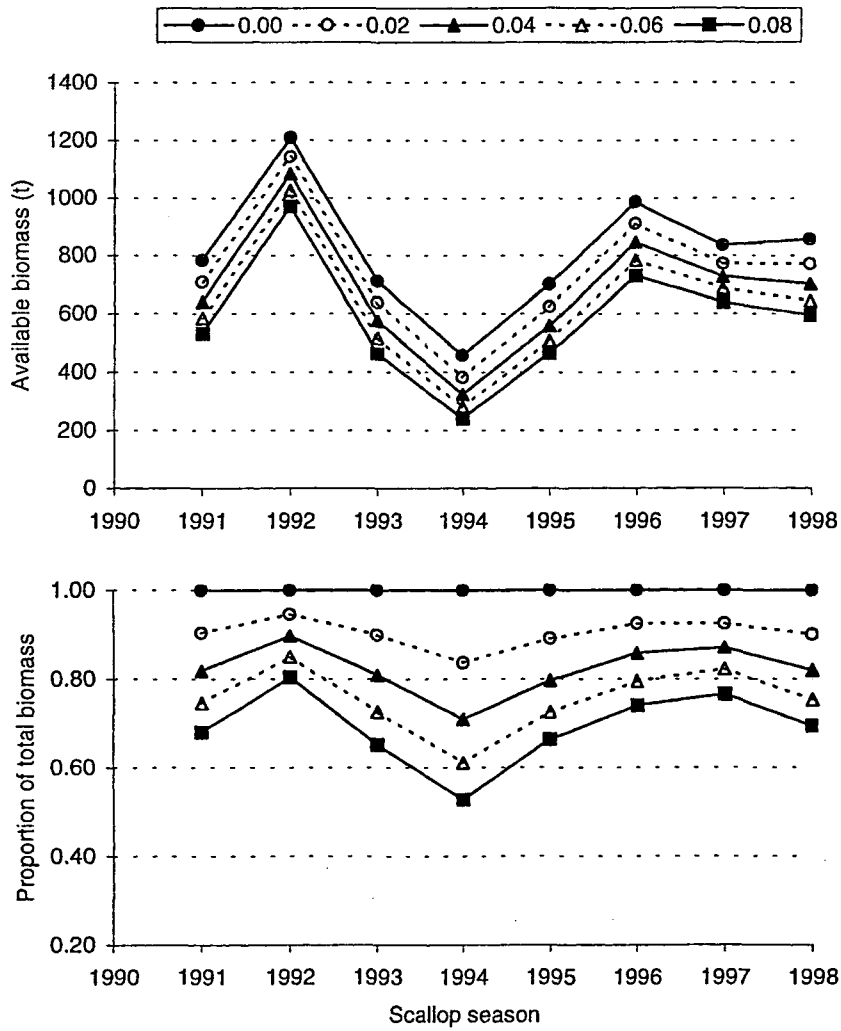 0.00 0.02 0.04 0.06 0.08
1400
1200
1000
800
600
400
200
0
Available biomass (t)
1990 1991 1992 1993 1994 1995 1996 1997 1998
1.00
0.80
0.60
0.40
0.20
Proportion of total biomass
1990 1991 1992 1993 1994 1995 1996 1997 1998
Scallop season